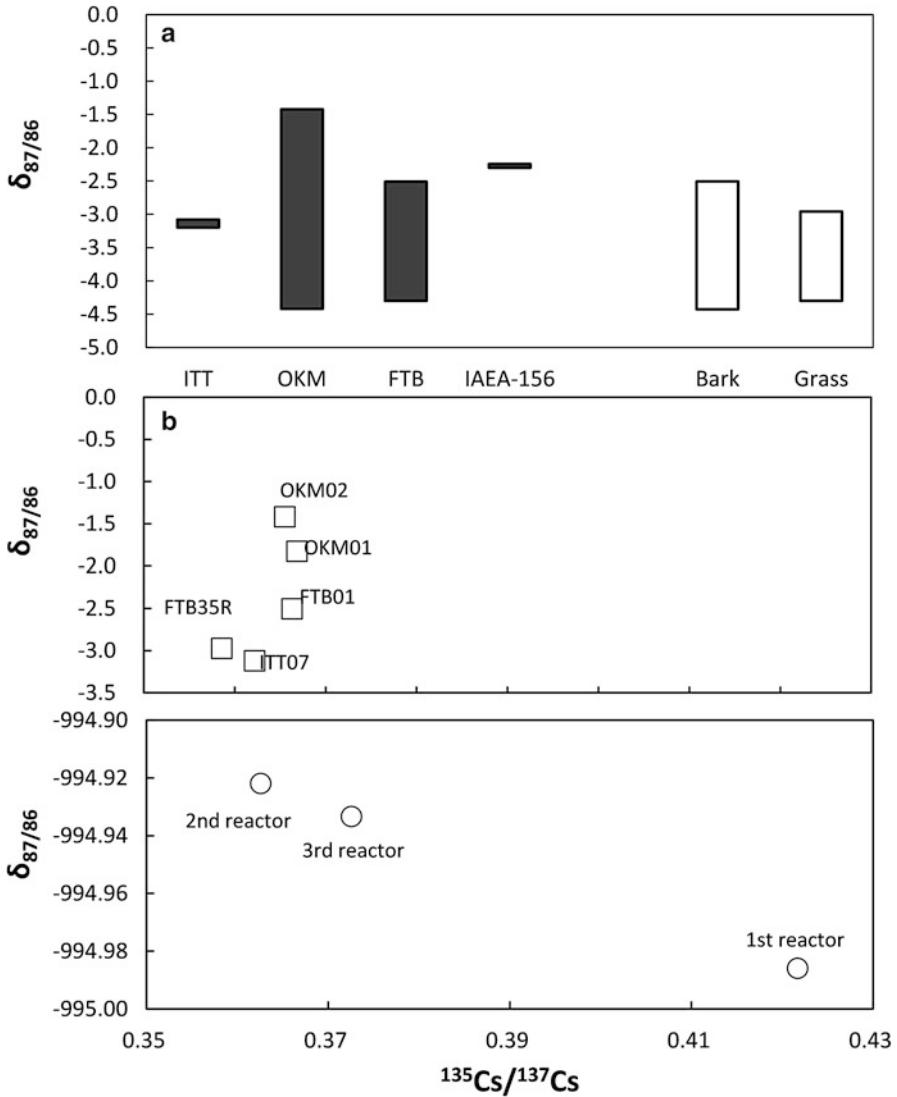 0.0
a
-0.5
-1.0
-1.5
-2.0
-2.5
-3.0
-3.5
-4.0
-4.5
-5.0
δ87/86
ITT OKM FTB IAEA-156 Bark Grass
0.0
b
-0.5
-1.0
-1.5
-2.0
-2.5
-3.0
-3.5
δ87/86
OKM02
OKM01
FTB01
FTB35R
ITT07
-994.90
-994.92
-994.94
-994.96
-994.98
-995.00
δ87/86
2nd reactor
3rd reactor
1st reactor
0.35 0.37 0.39 0.41 0.43
¹³⁵Cs/¹³⁷Cs